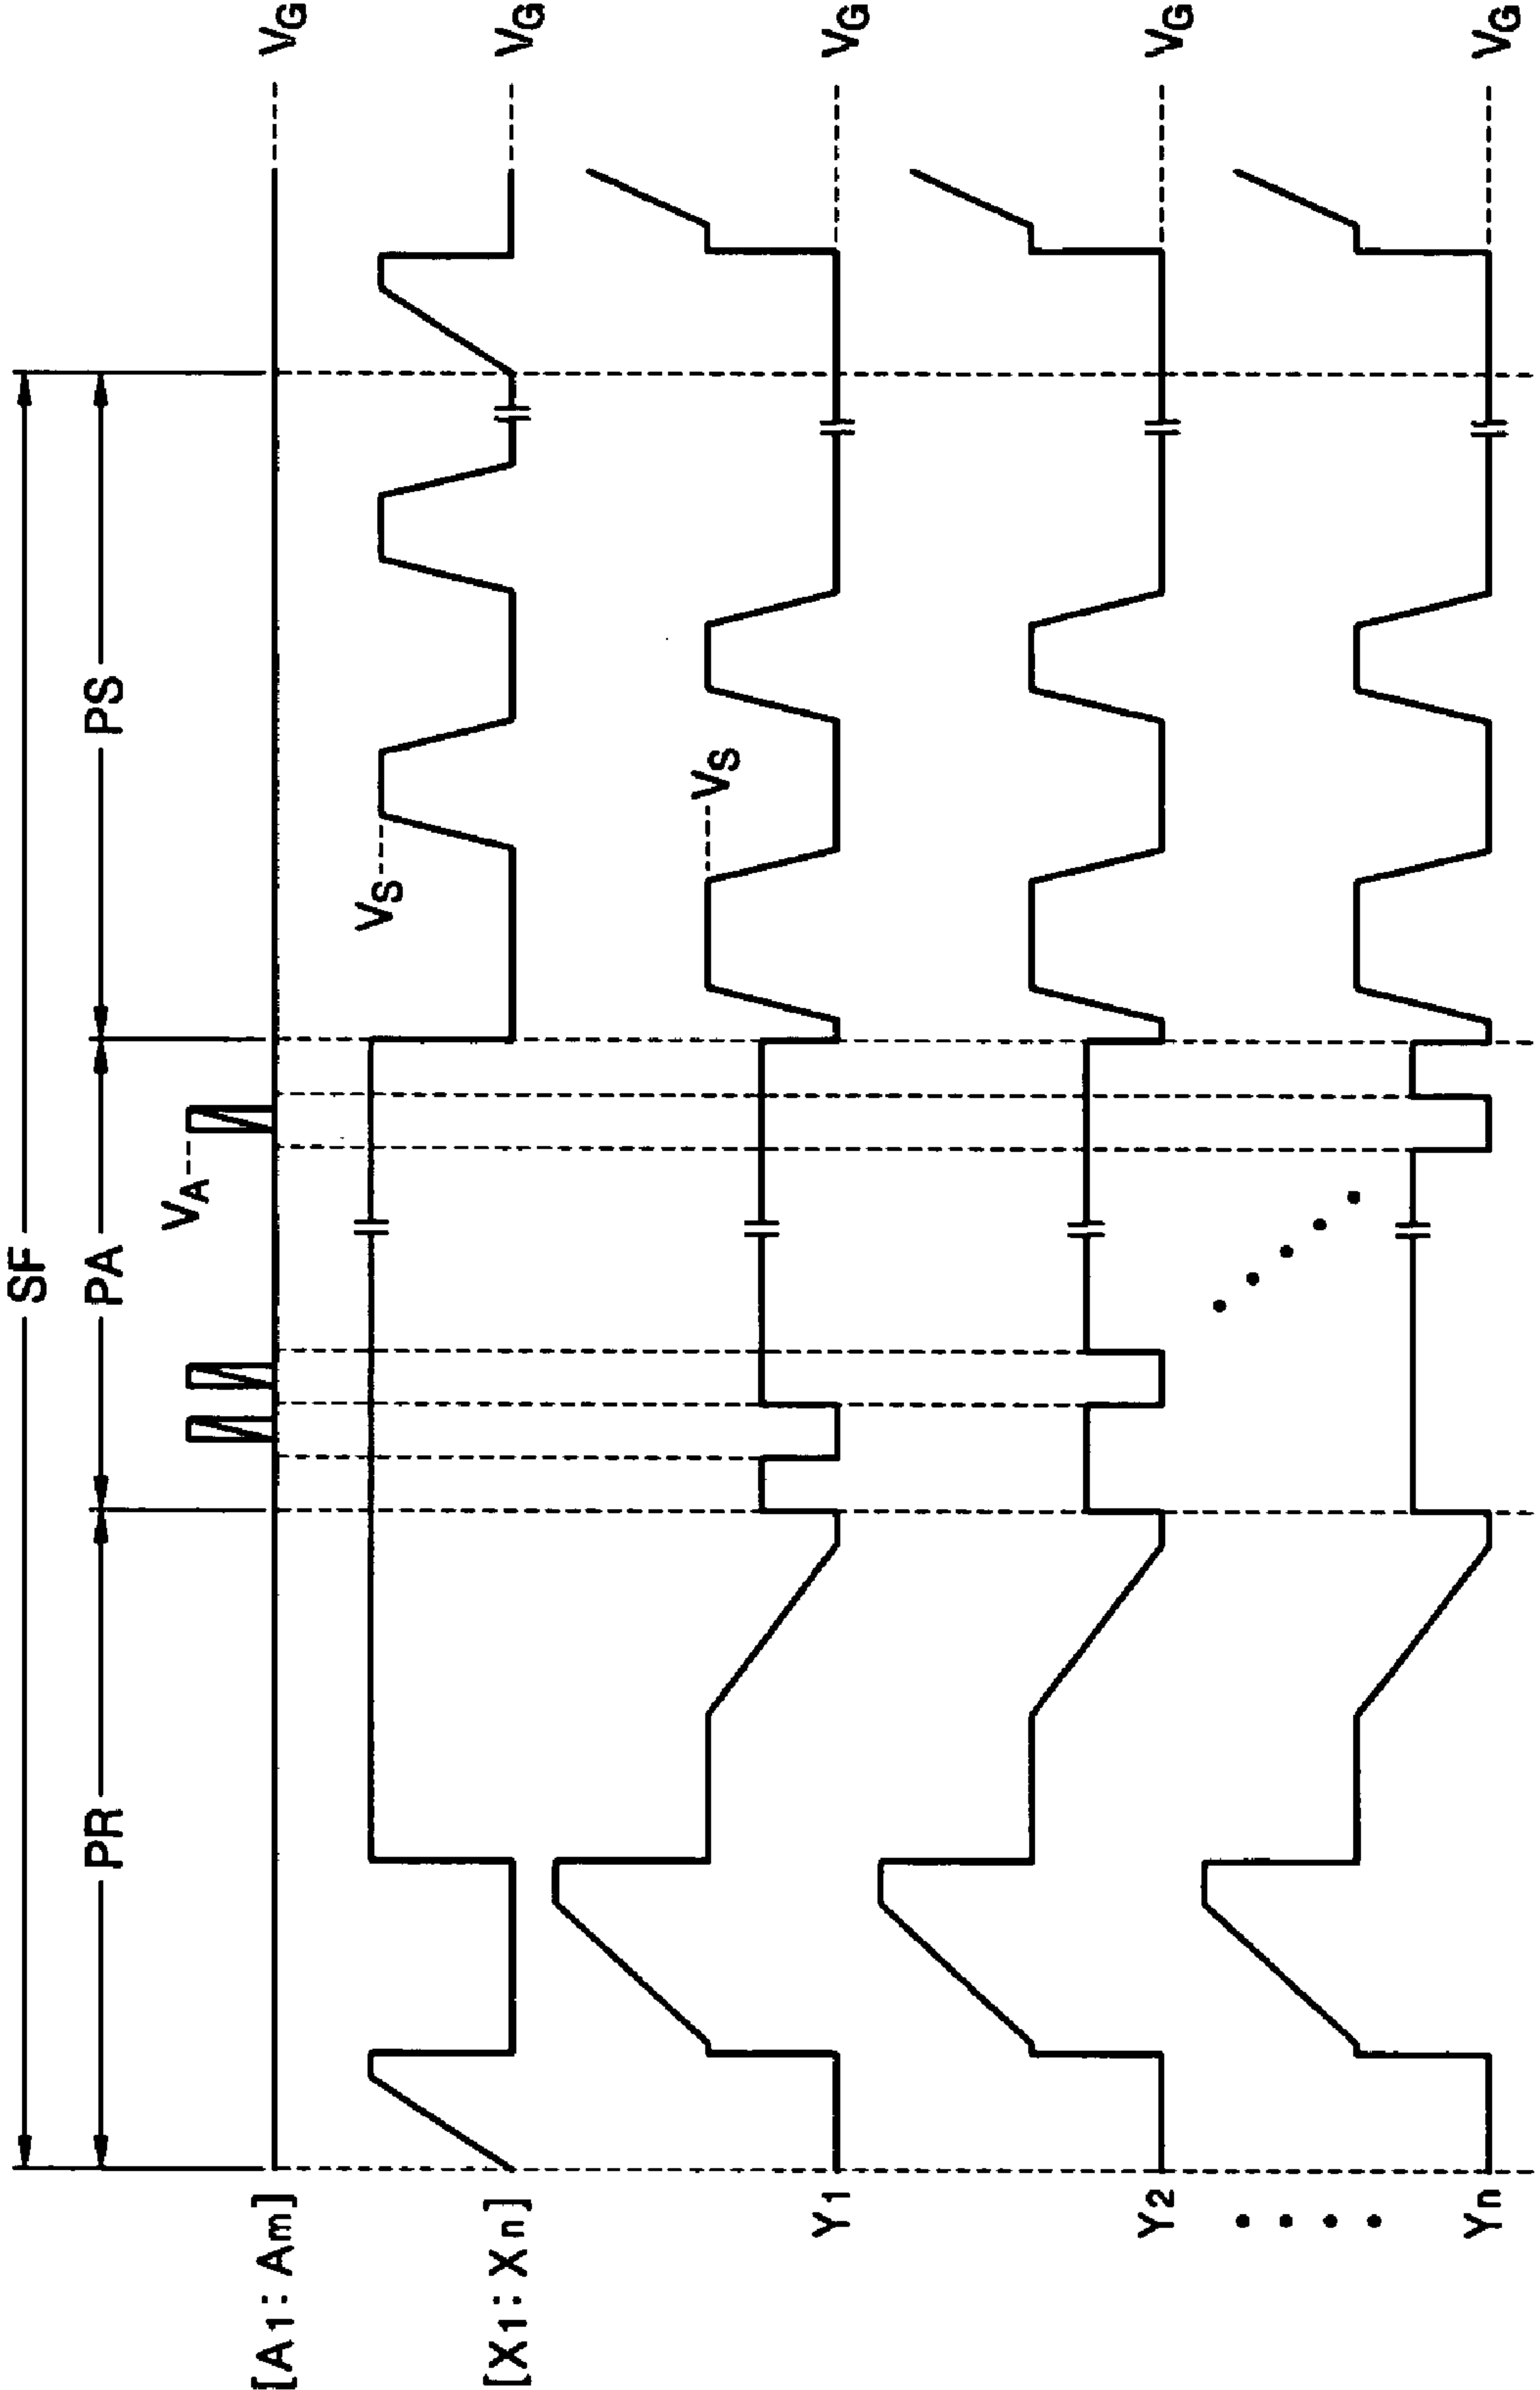 SF
PR PA PS
[A1: Am] VA VG
[X1: Xn] VS VG
Y1 VS VG
Y2 VG
Yn VG